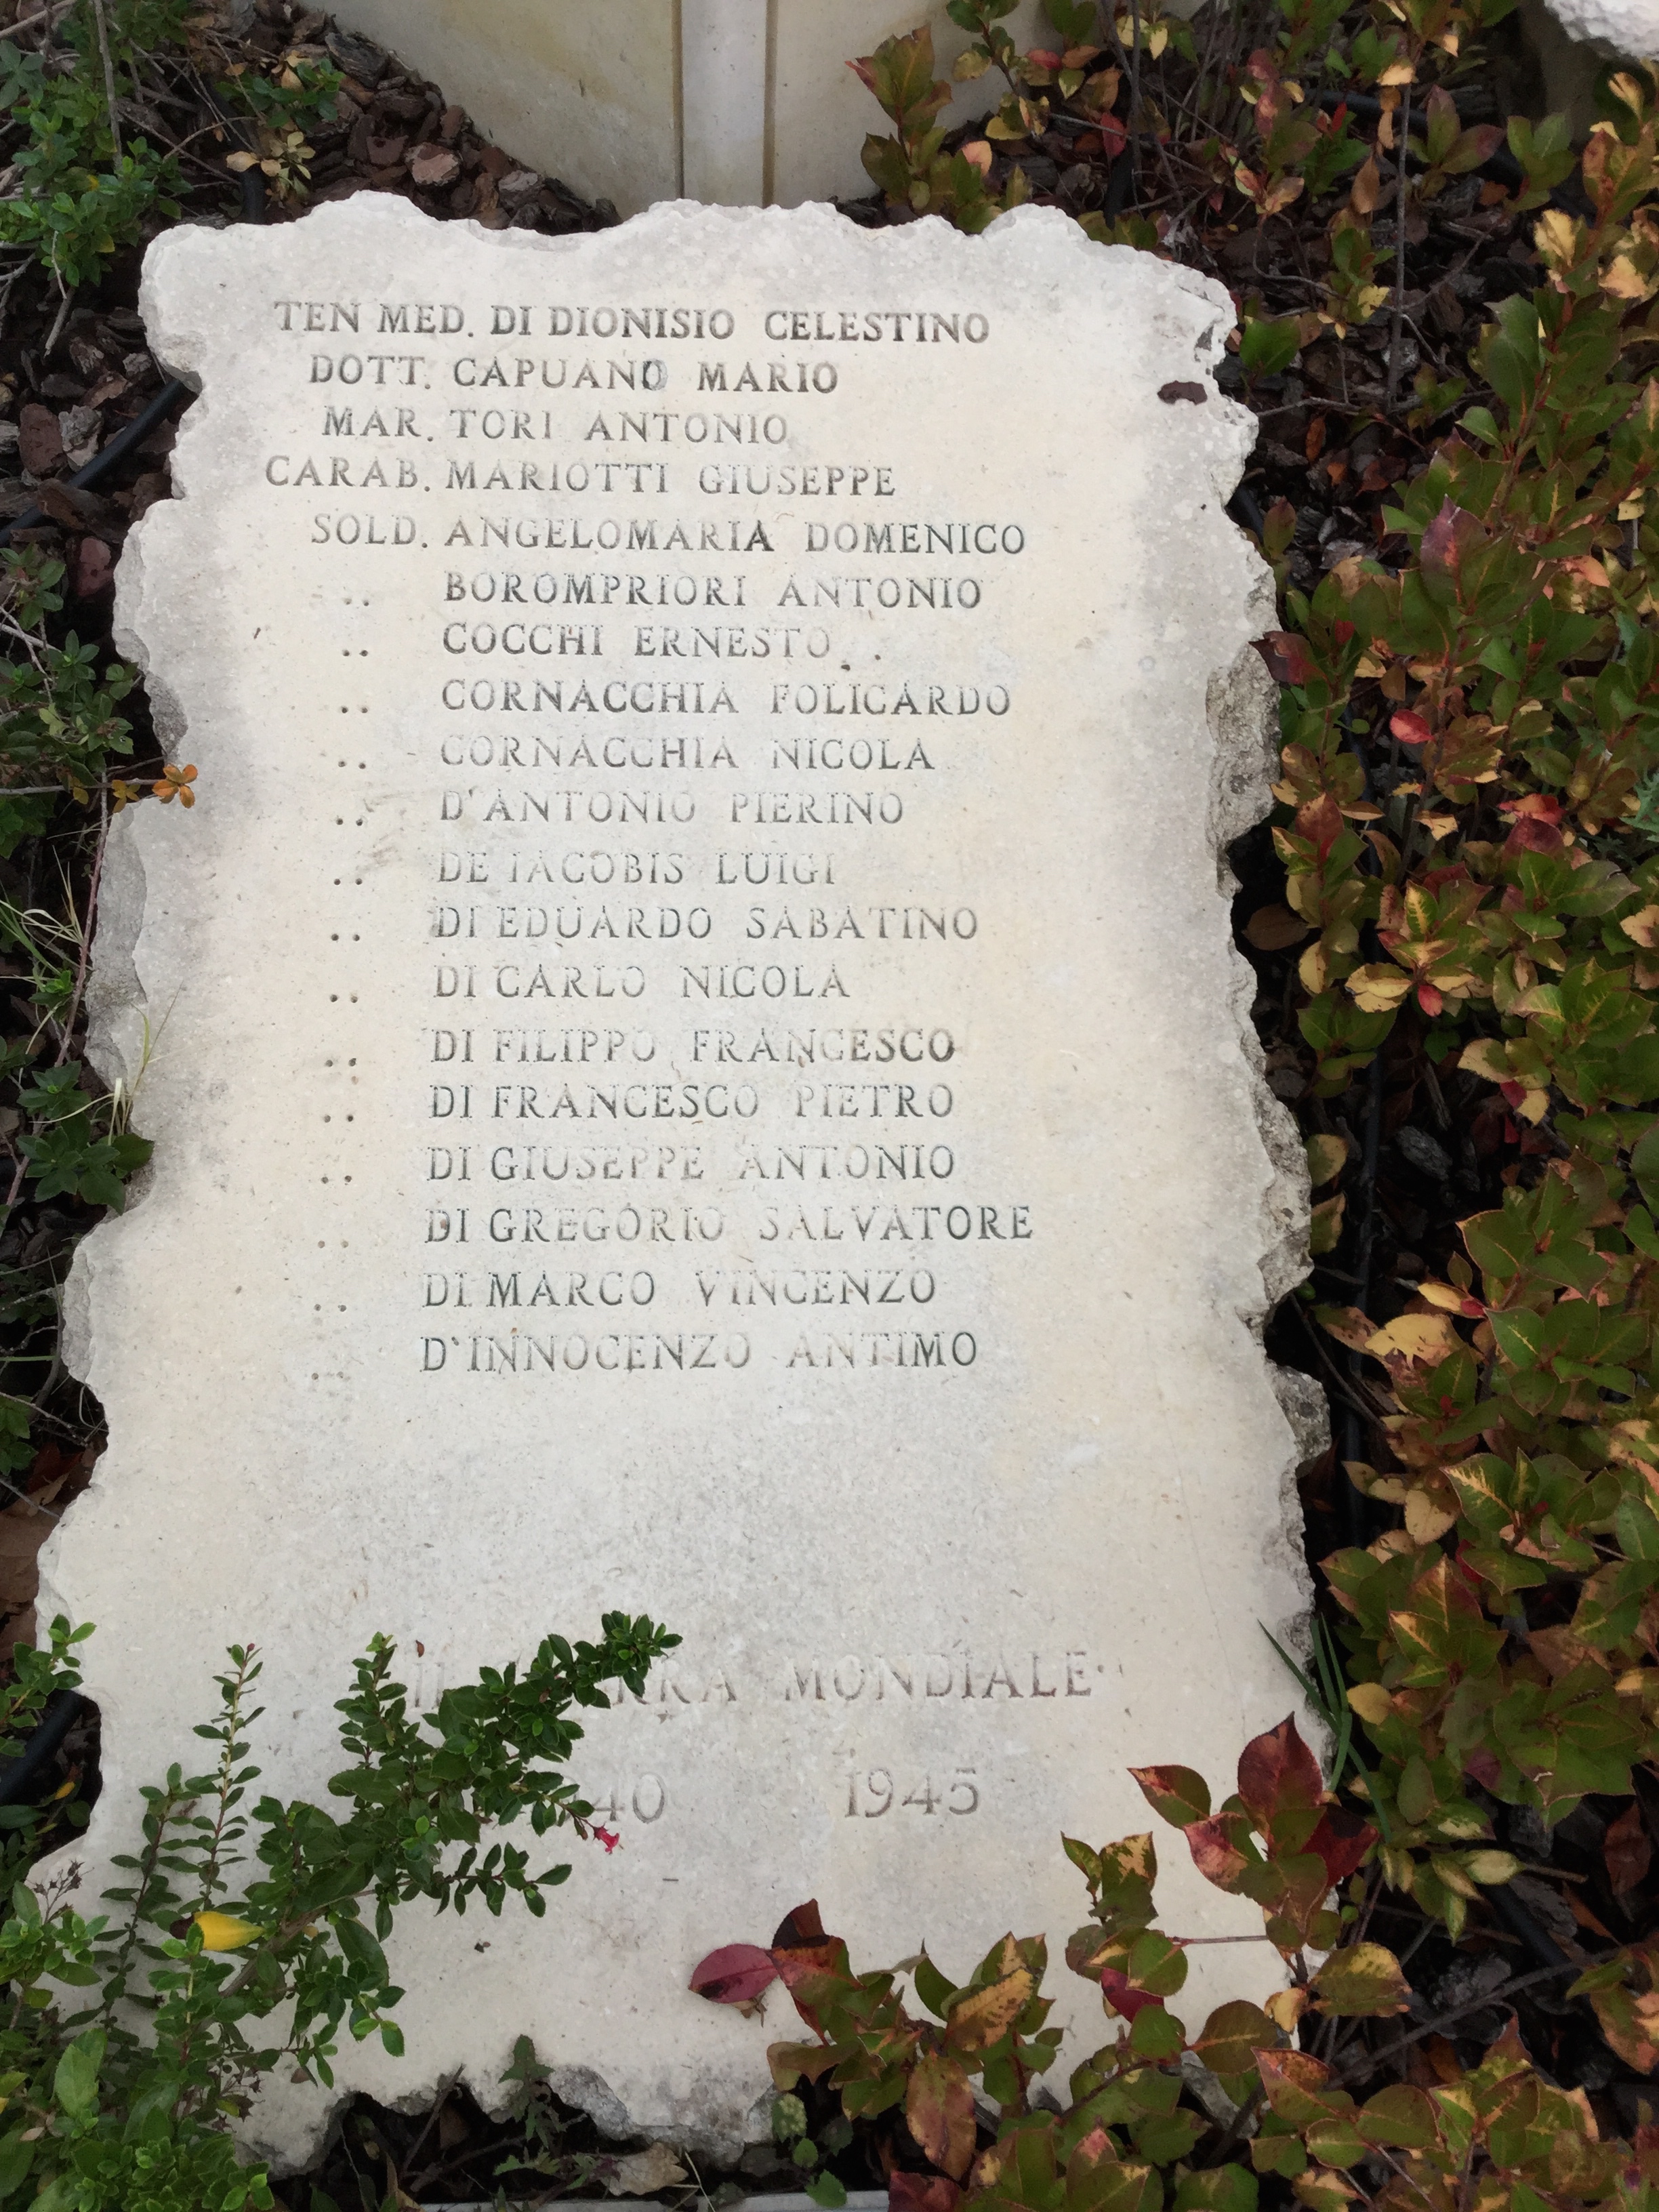 TEN MED. DI DIONISIO CELESTINO
DOTT. CAPUANO MARIO
MAR. TORI ANTONIO
CARAB. MARIOTTI GIUSEPPE
SOLD. ANGELOMARIA DOMENICO
.. BOROMPRIORI ANTONIO
.. COCCHI ERNESTO
.. CORNACCHIA FOLICARDO
.. CORNACCHIA NICOLA
.. D'ANTONIO PIERINO
.. DE IACOBIS LUIGI
.. DI EDUARDO SABATINO
.. DI CARLO NICOLA
.. DI FILIPPO FRANCESCO
.. DI FRANCESCO PIETRO
.. DI GIUSEPPE ANTONIO
.. DI GREGORIO SALVATORE
.. DI MARCO VINCENZO
.. D'INNOCENZO ANTIMO
MONDIALE
1945